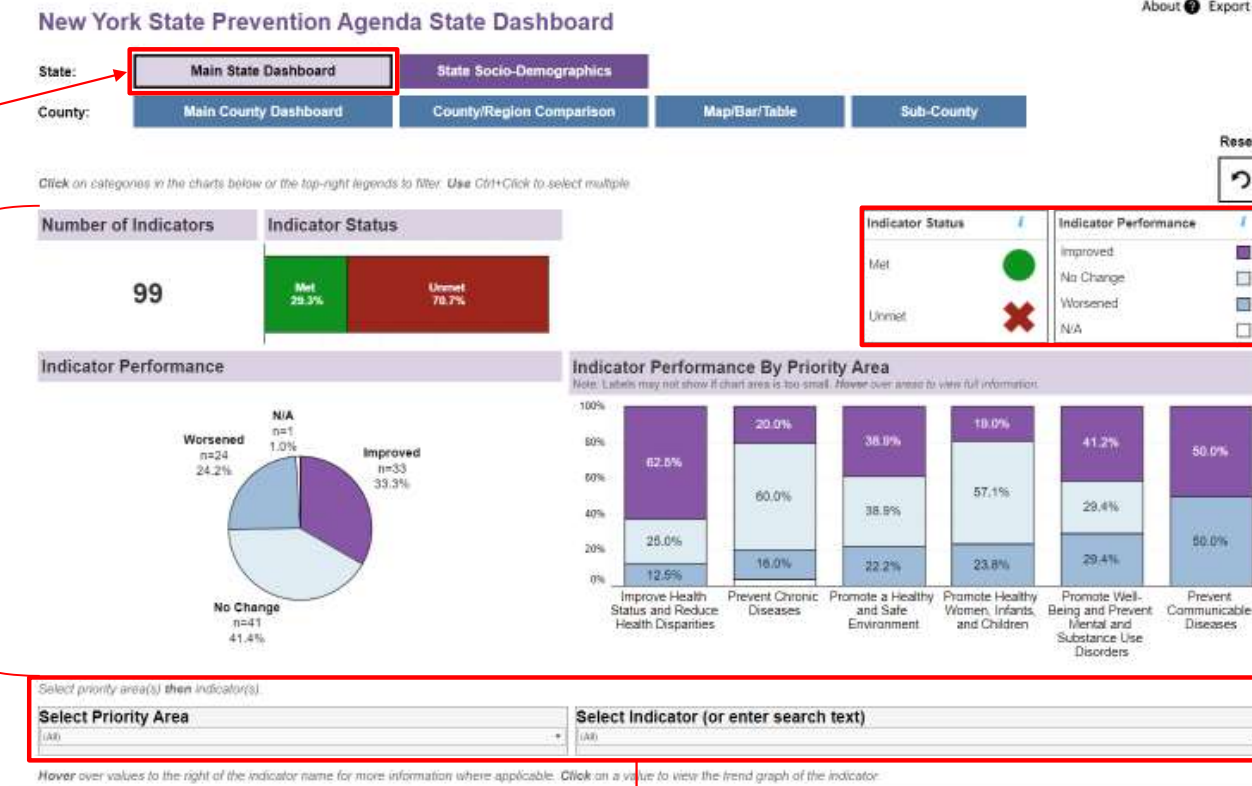 About ? Export
New York State Prevention Agenda State Dashboard
State:
Main State Dashboard
State Socio-Demographics
County:
Main County Dashboard
County/Region Comparison
Map/Bar/Table
Sub-County
Rese
Click on categories in the charts below or the top-right legends to filter. Use Ctrl+Click to select multiple.
Number of Indicators
Indicator Status
99
Met
29.3%
Unmet
70.7%
Indicator Status i
Met
Unmet
Indicator Performance i
Improved
No Change
Worsened
N/A
Indicator Performance
N/A
n=1
1.0%
Worsened
n=24
24.2%
Improved
n=33
33.3%
No Change
n=41
41.4%
Indicator Performance By Priority Area
Note: Labels may not show if chart area is too small. Hover over areas to view full information.
100%
80%
60%
40%
20%
0%
62.5%
25.0%
12.5%
20.0%
60.0%
16.0%
38.9%
38.9%
22.2%
19.0%
57.1%
23.8%
41.2%
29.4%
29.4%
50.0%
50.0%
Improve Health
Status and Reduce
Health Disparities
Prevent Chronic
Diseases
Promote a Healthy
and Safe
Environment
Promote Healthy
Women, Infants,
and Children
Promote Well-
Being and Prevent
Mental and
Substance Use
Disorders
Prevent
Communicable
Diseases
Select priority area(s) then indicator(s).
Select Priority Area
(All)
Select Indicator (or enter search text)
(All)
Hover over values to the right of the indicator name for more information where applicable. Click on a value to view the trend graph of the indicator.